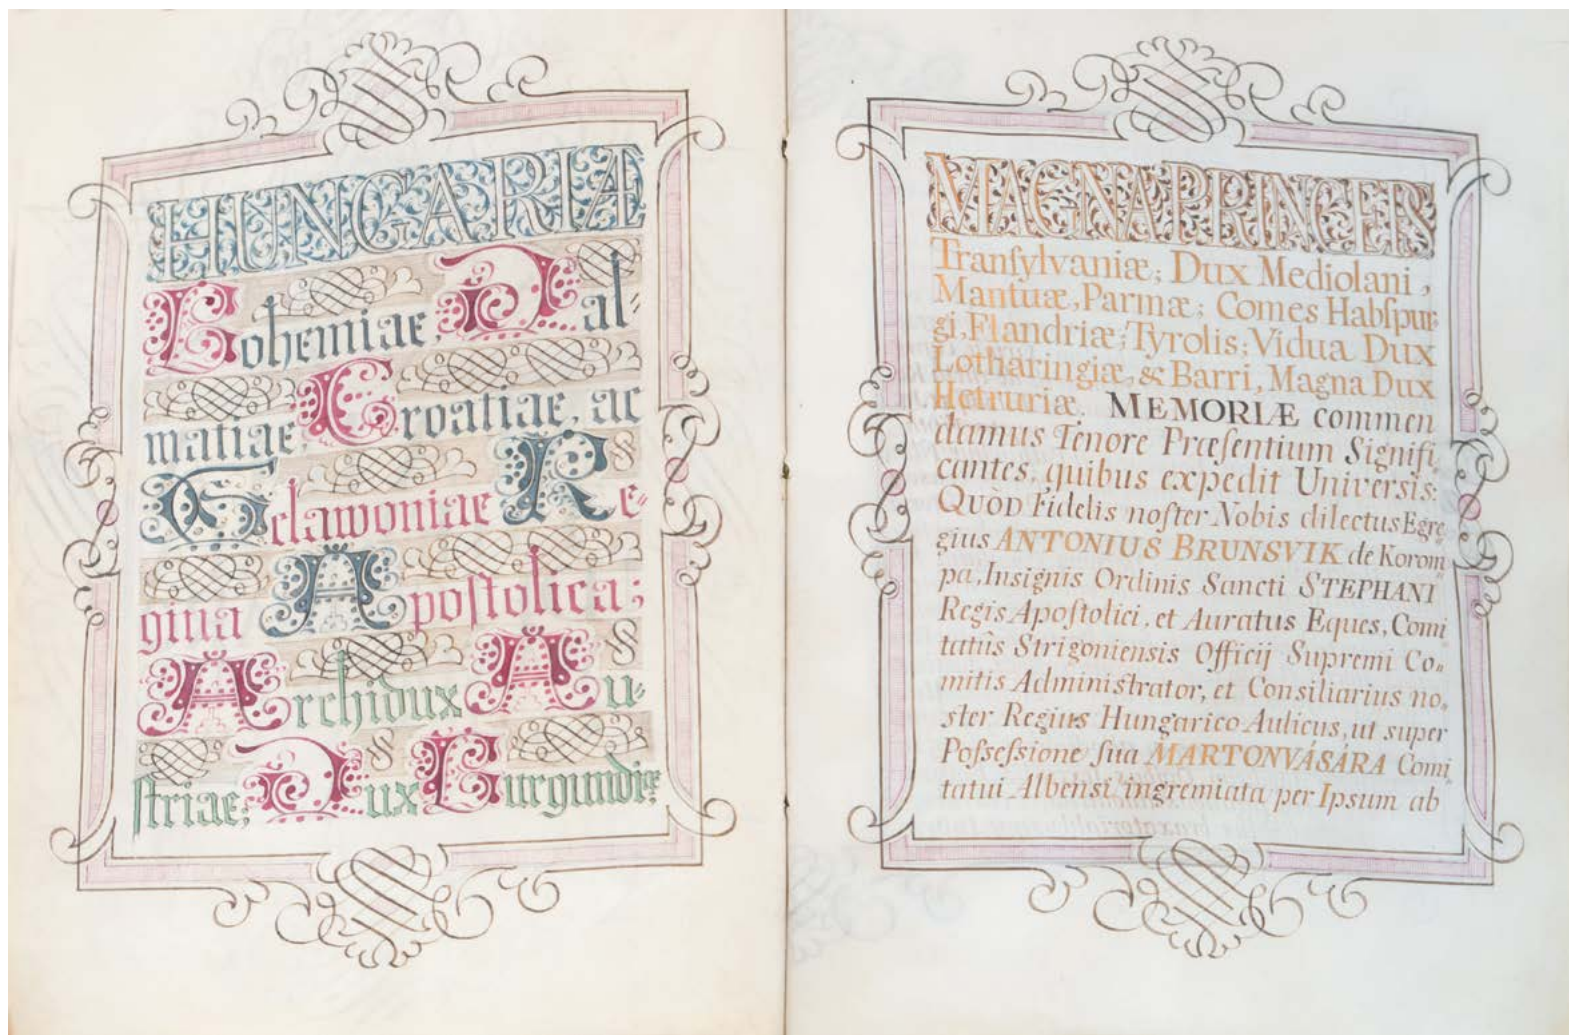 HUNGARIÆ
Bohemiae, Dal-
matiae, Croatiae, ac
Sclawoniae Re-
gina Apoſtolica;
Archidux Au-
ſtriae; Dux Burgundiæ
MAGNA PRINCEPS
Tranſylvaniæ; Dux Mediolani,
Mantuæ, Parmæ; Comes Habſpur-
gi, Flandriæ; Tyrolis; Vidua Dux
Lotharingiæ, & Barri, Magna Dux
Hetruriæ. MEMORIÆ commen
damus Tenore Præſentium Signifi-
cantes, quibus expedit Universis:
QUÒD Fidelis noſter Nobis dilectus Egre-
gius ANTONIUS BRUNSVIK de Korom-
pa, Inſignis Ordinis Sancti STEPHANI
Regis Apoſtolici, et Auratus Eques, Comi
tatûs Strigoniensis Officij Supremi Co-
mitis Adminiſtrator, et Consiliarius no-
ster Regius Hungarico Aulicus, ut super
Poſseſsione ſua MARTONVÁSÁRA Comi
tatui Albensi ingremiata per Ipsum ab